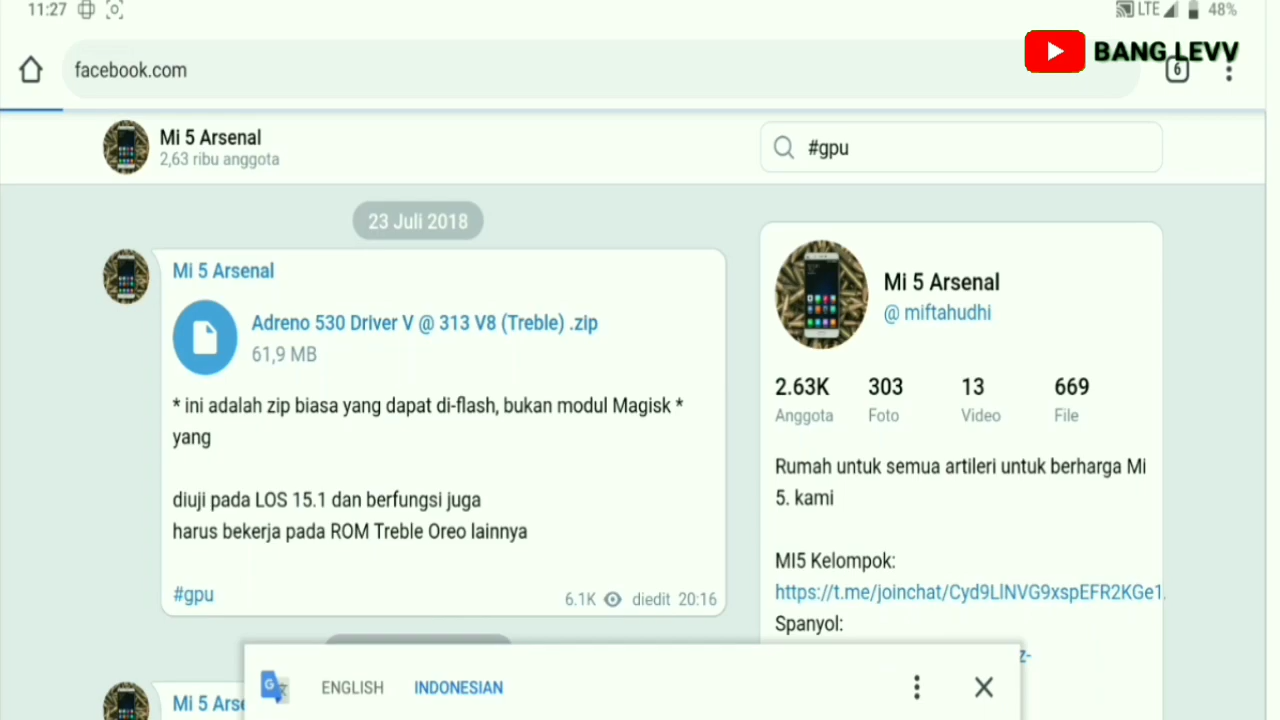 11:27
LTE 48%
BANG LEVV
facebook.com
6
Mi 5 Arsenal
2,63 ribu anggota
#gpu
23 Juli 2018
Mi 5 Arsenal
Adreno 530 Driver V @ 313 V8 (Treble) .zip
61,9 MB
* ini adalah zip biasa yang dapat di-flash, bukan modul Magisk *
yang
diuji pada LOS 15.1 dan berfungsi juga
harus bekerja pada ROM Treble Oreo lainnya
#gpu
6.1K diedit 20:16
Mi 5 Arsenal
@ miftahudhi
2.63K 303 13 669
Anggota Foto Video File
Rumah untuk semua artileri untuk berharga Mi
5. kami
MI5 Kelompok:
https://t.me/joinchat/Cyd9LlNVG9xspEFR2KGe1
Spanyol:
z-
ENGLISH INDONESIAN
Mi 5 Arse